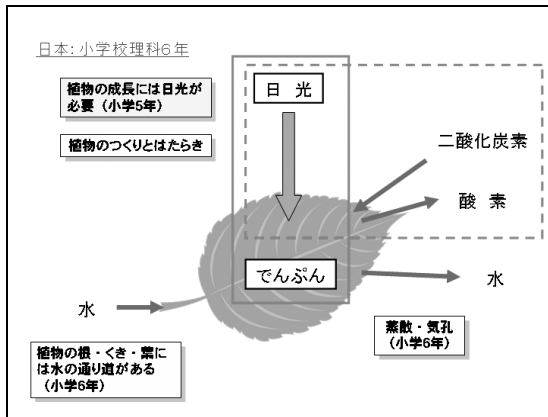 日本:小学校理科6年
植物の成長には日光が
必要(小学5年)
日 光
植物のつくりとはたらき
二酸化炭素
酸 素
でんぷん
水
水
蒸散・気孔
(小学6年)
植物の根・くき・葉に
は水の通り道がある
(小学6年)